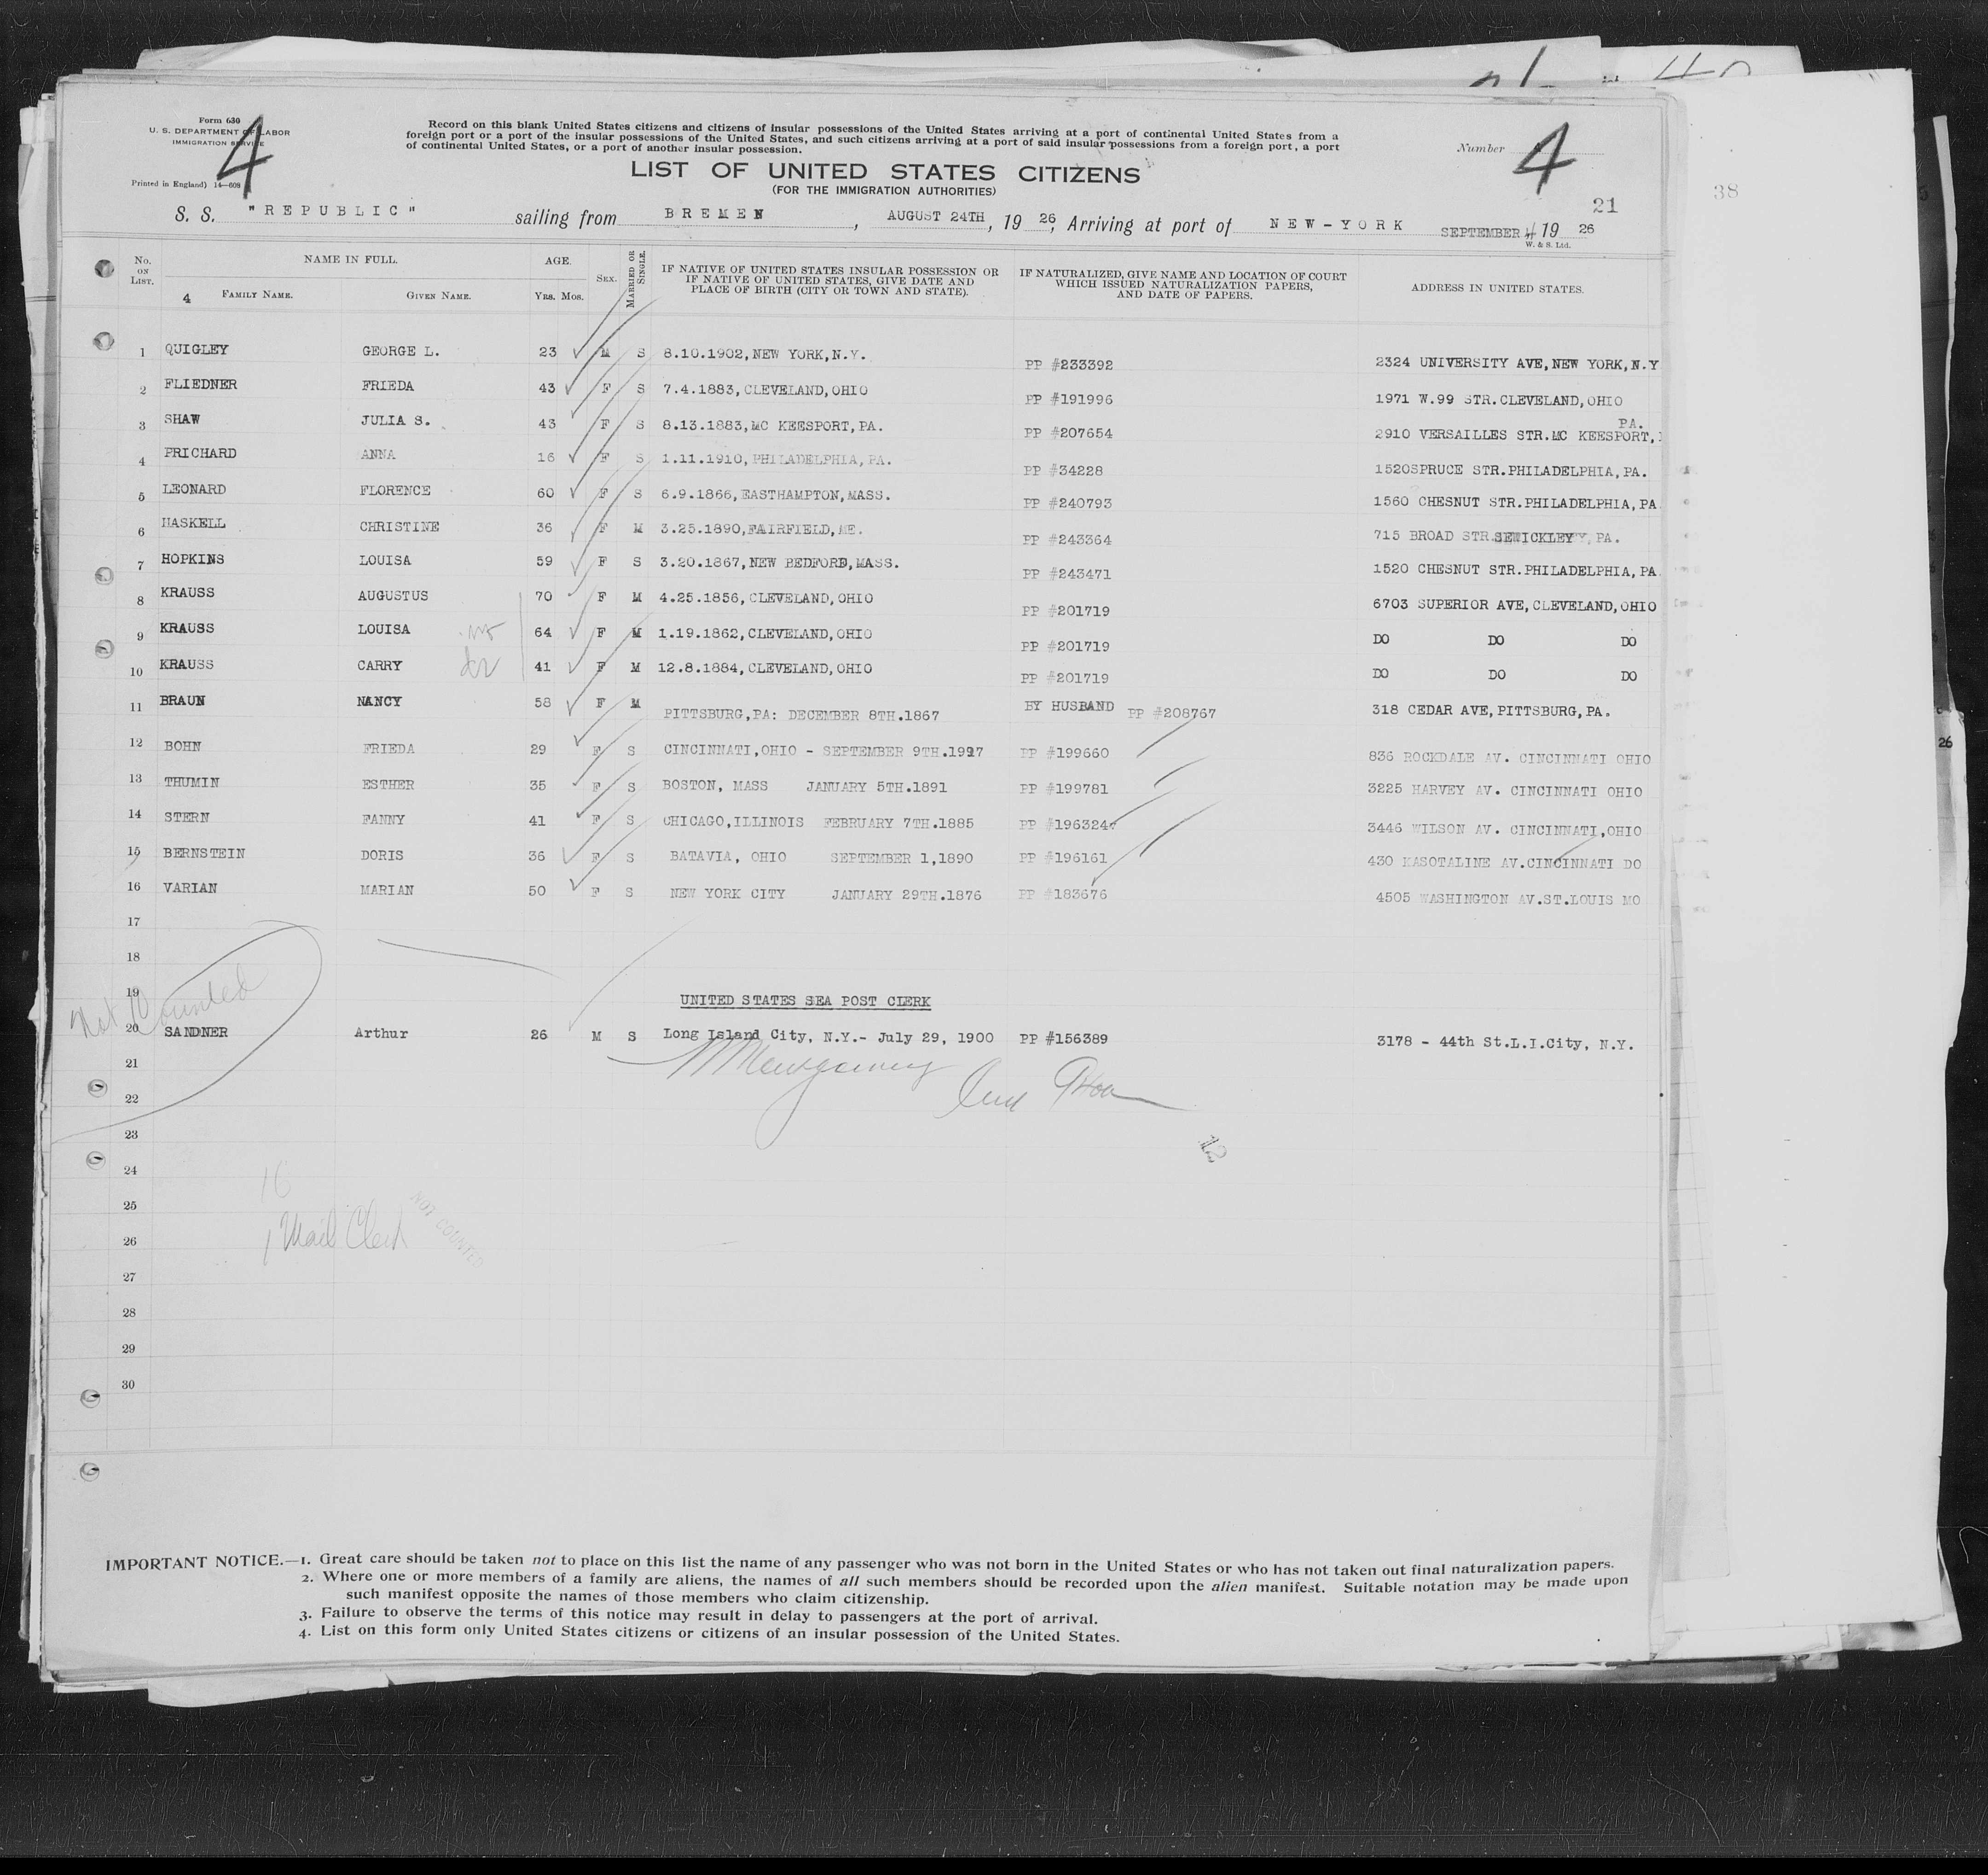 Form 630
U. S. DEPARTMENT OF LABOR
IMMIGRATION SERVICE
Printed in England) 14—608
4
Record on this blank United States citizens and citizens of insular possessions of the United States arriving at a port of continental United States from a
foreign port or a port of the insular possessions of the United States, and such citizens arriving at a port of said insular possessions from a foreign port, a port
of continental United States, or a port of another insular possession.
Number 4
LIST OF UNITED STATES CITIZENS
(FOR THE IMMIGRATION AUTHORITIES)
21
38
S. S. "REPUBLIC" sailing from BREMEN, AUGUST 24TH, 19 26, Arriving at port of NEW-YORK SEPTEMBER 4 19 26
W. & S. Ltd.
No. ON LIST. NAME IN FULL. AGE. SEX. MARRIED OR SINGLE. IF NATIVE OF UNITED STATES INSULAR POSSESSION OR IF NATIVE OF UNITED STATES, GIVE DATE AND PLACE OF BIRTH (CITY OR TOWN AND STATE). IF NATURALIZED, GIVE NAME AND LOCATION OF COURT WHICH ISSUED NATURALIZATION PAPERS, AND DATE OF PAPERS. ADDRESS IN UNITED STATES.
4 FAMILY NAME. GIVEN NAME. YRS. MOS.
1 QUIGLEY GEORGE L. 23 M S 8.10.1902, NEW YORK, N.Y. PP #233392 2324 UNIVERSITY AVE, NEW YORK, N.Y
2 FLIEDNER FRIEDA 43 F S 7.4.1883, CLEVELAND, OHIO PP #191996 1971 W.99 STR. CLEVELAND, OHIO
3 SHAW JULIA S. 43 F S 8.13.1883, MC KEESPORT, PA. PP #207654 2910 VERSAILLES STR. MC KEESPORT, PA.
4 PRICHARD ANNA 16 F S 1.11.1910, PHILADELPHIA, PA. PP #34228 1520SPRUCE STR. PHILADELPHIA, PA.
5 LEONARD FLORENCE 60 F S 6.9.1866, EASTHAMPTON, MASS. PP #240793 1560 CHESNUT STR. PHILADELPHIA, PA
6 HASKELL CHRISTINE 36 F M 3.25.1890, FAIRFIELD, ME. PP #243364 715 BROAD STR. SEWICKLEY, PA.
7 HOPKINS LOUISA 59 F S 3.20.1867, NEW BEDFORD, MASS. PP #243471 1520 CHESNUT STR. PHILADELPHIA, PA.
8 KRAUSS AUGUSTUS 70 F M 4.25.1856, CLEVELAND, OHIO PP #201719 6703 SUPERIOR AVE, CLEVELAND, OHIO
9 KRAUSS LOUISA 64 F M 1.19.1862, CLEVELAND, OHIO PP #201719 DO DO DO
10 KRAUSS CARRY 41 F M 12.8.1884, CLEVELAND, OHIO PP #201719 DO DO DO
11 BRAUN NANCY 58 F M PITTSBURG, PA: DECEMBER 8TH.1867 BY HUSBAND PP #208767 318 CEDAR AVE, PITTSBURG, PA.
12 BOHN FRIEDA 29 F S CINCINNATI, OHIO - SEPTEMBER 9TH. PP #199660 836 ROCKDALE AV. CINCINNATI OHIO
13 THUMIN ESTHER 35 F S BOSTON, MASS JANUARY 5TH.1891 PP #199781 3225 HARVEY AV. CINCINNATI OHIO
14 STERN FANNY 41 F S CHICAGO, ILLINOIS FEBRUARY 7TH.1885 PP #196324 3446 WILSON AV. CINCINNATI, OHIO
15 BERNSTEIN DORIS 36 F S BATAVIA, OHIO SEPTEMBER 1,1890 PP #196161 430 KASOTALINE AV. CINCINNATI DO
16 VARIAN MARIAN 50 F S NEW YORK CITY JANUARY 29TH.1876 PP #183676 4505 WASHINGTON AV. ST. LOUIS MO
17
18
19 UNITED STATES SEA POST CLERK
Not Counted
20 SANDNER Arthur 26 M S Long Island City, N.Y.- July 29, 1900 PP #156389 3178 - 44th St. L.I.City, N.Y.
21
22
23
12
24
16
25
1 Mail Clerk NOT COUNTED
26
27
28
29
30
IMPORTANT NOTICE.—1. Great care should be taken not to place on this list the name of any passenger who was not born in the United States or who has not taken out final naturalization papers.
2. Where one or more members of a family are aliens, the names of all such members should be recorded upon the alien manifest. Suitable notation may be made upon
such manifest opposite the names of those members who claim citizenship.
3. Failure to observe the terms of this notice may result in delay to passengers at the port of arrival.
4. List on this form only United States citizens or citizens of an insular possession of the United States.